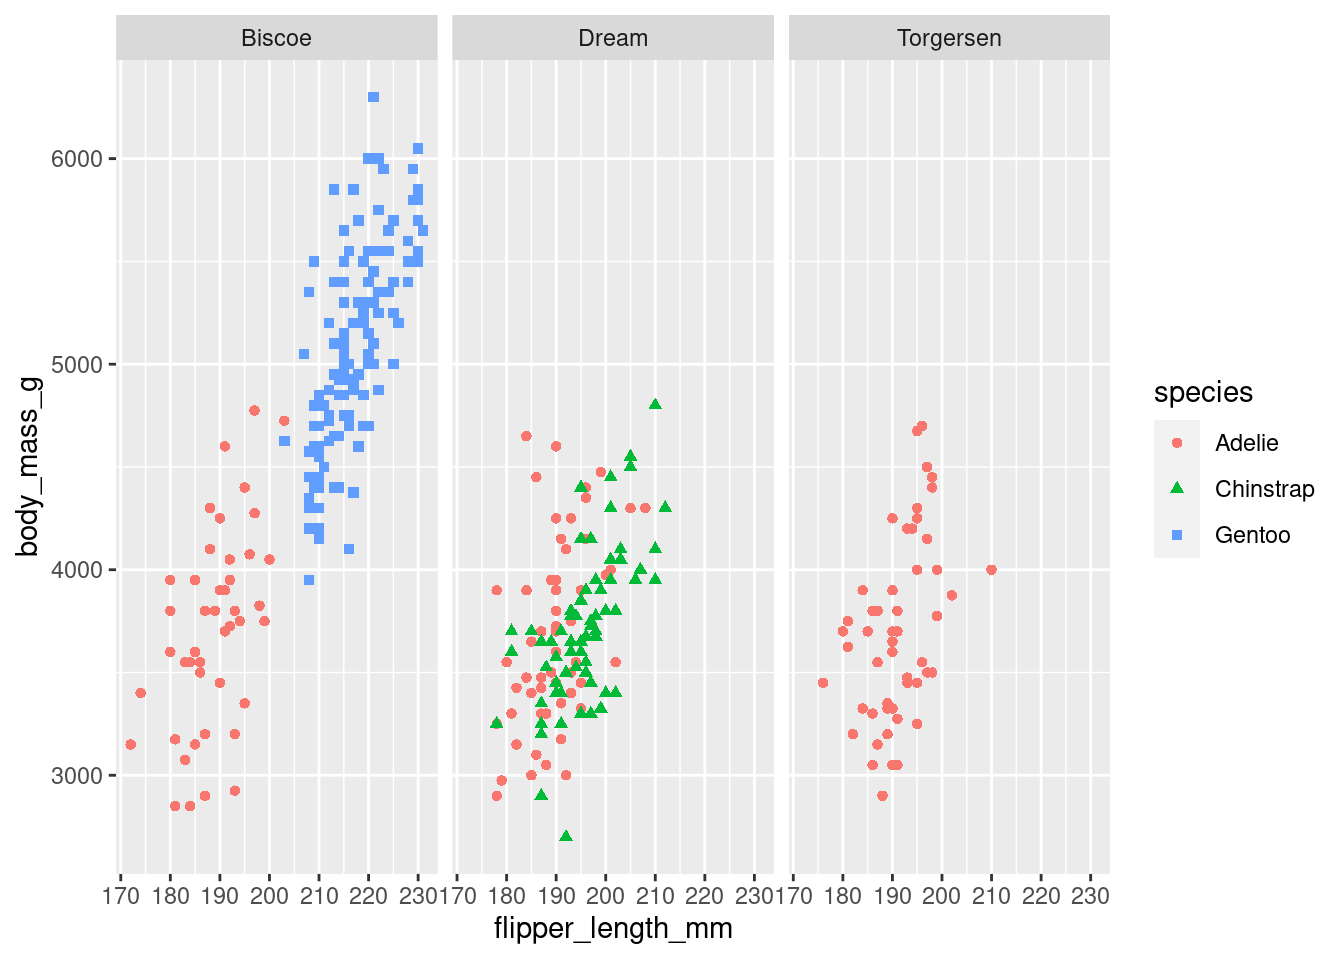 Biscoe
Dream
Torgersen
6000
5000
4000
3000
body_mass_g
170 180 190 200 210 220 230
170 180 190 200 210 220 230
170 180 190 200 210 220 230
flipper_length_mm
species
Adelie
Chinstrap
Gentoo